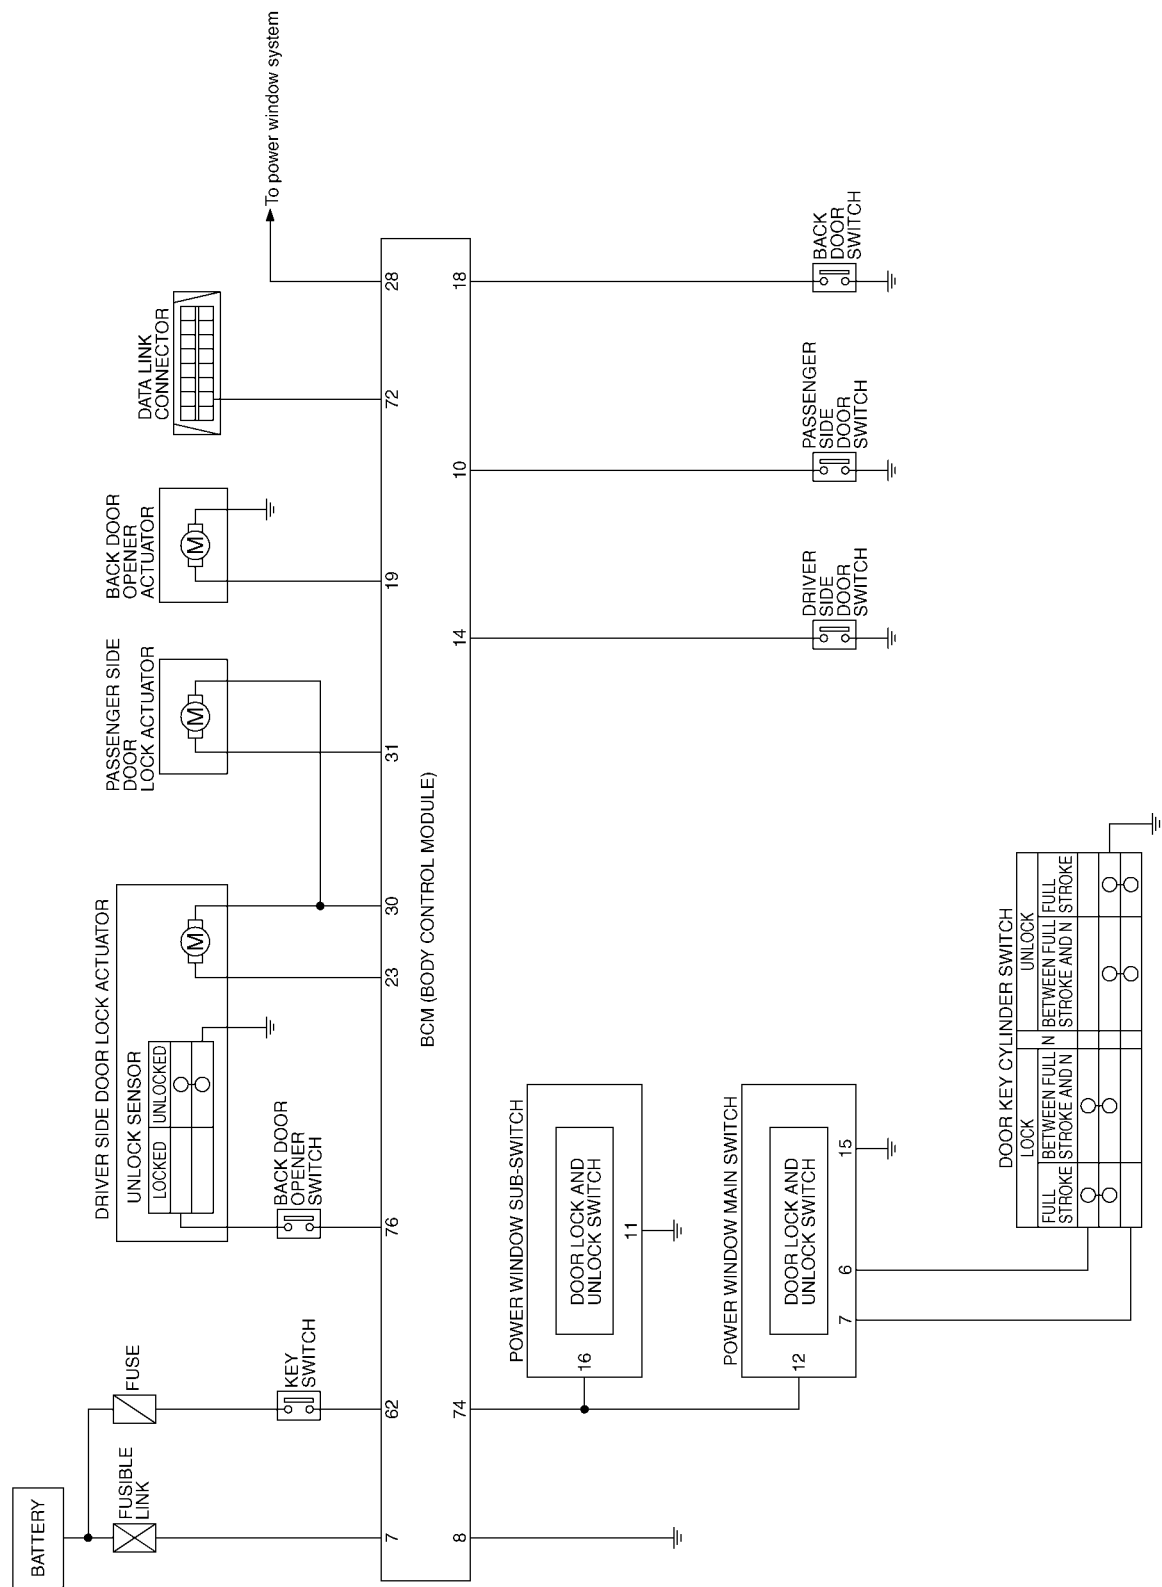 BATTERY
FUSIBLE
LINK
FUSE
KEY
SWITCH
DRIVER SIDE DOOR LOCK ACTUATOR
UNLOCK SENSOR
LOCKED
UNLOCKED
M
BACK DOOR
OPENER
SWITCH
PASSENGER SIDE
DOOR
LOCK ACTUATOR
M
BACK DOOR
OPENER
ACTUATOR
M
DATA LINK
CONNECTOR
To power window system
7
62
76
23
30
31
19
72
28
BCM (BODY CONTROL MODULE)
8
74
14
10
18
POWER WINDOW SUB-SWITCH
DOOR LOCK AND
UNLOCK SWITCH
16
11
POWER WINDOW MAIN SWITCH
DOOR LOCK AND
UNLOCK SWITCH
12
7
6
15
DRIVER
SIDE
DOOR
SWITCH
PASSENGER
SIDE
DOOR
SWITCH
BACK
DOOR
SWITCH
DOOR KEY CYLINDER SWITCH
LOCK
UNLOCK
FULL
STROKE
BETWEEN FULL
STROKE AND N
N
BETWEEN FULL
STROKE AND N
FULL
STROKE